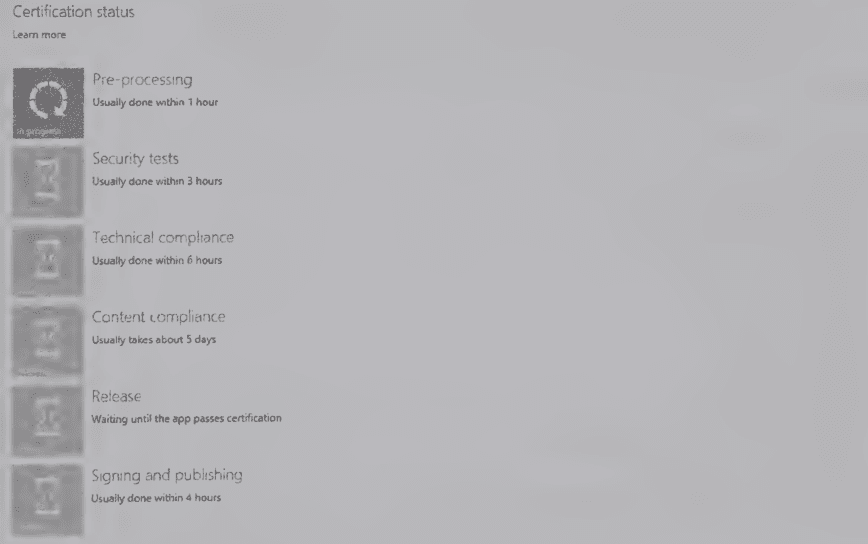 Certification status
Learn more
Pre-processing
Usually done within 1 hour
In progress
Security tests
Usually done within 3 hours
Technical compliance
Usually done within 6 hours
Content compliance
Usually takes about 5 days
Release
Waiting until the app passes certification
Signing and publishing
Usually done within 4 hours